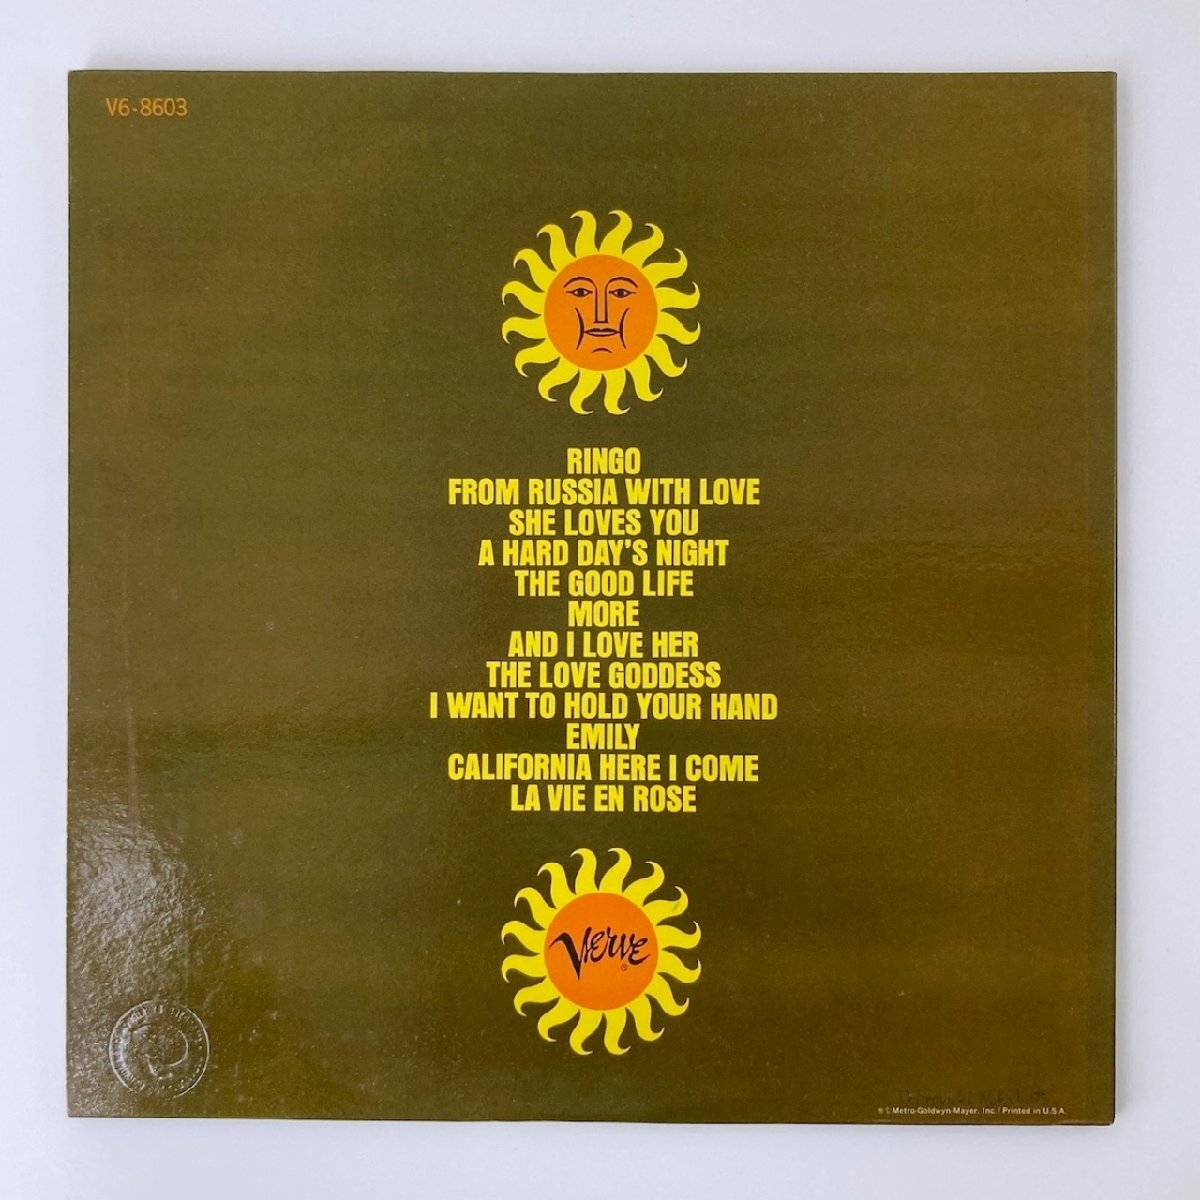 V6-8603
RINGO
FROM RUSSIA WITH LOVE
SHE LOVES YOU
A HARD DAY'S NIGHT
THE GOOD LIFE
MORE
AND I LOVE HER
THE LOVE GODDESS
I WANT TO HOLD YOUR HAND
EMILY
CALIFORNIA HERE I COME
LA VIE EN ROSE
Verve
®
Metro-Goldwyn-Mayer, Inc./Printed in U.S.A.